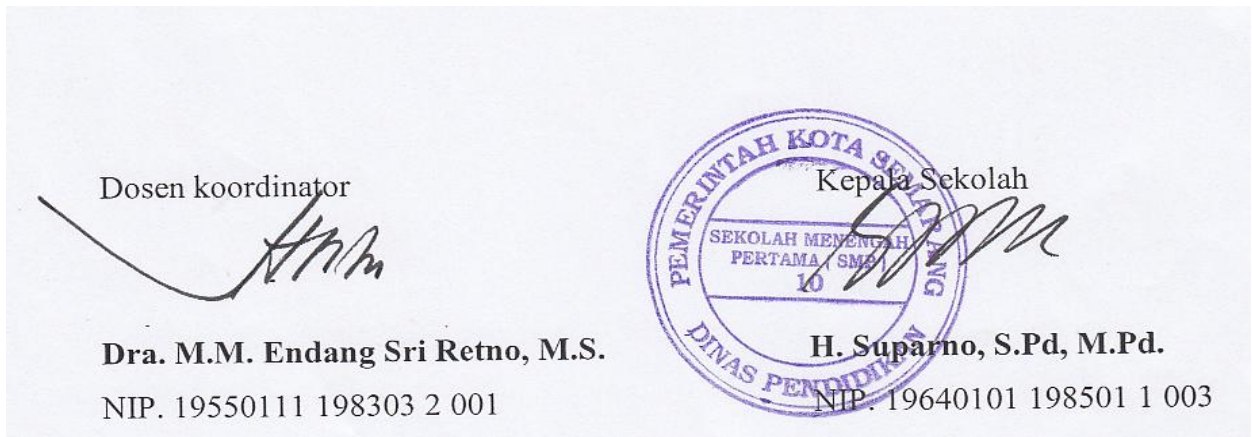 Dosen koordinator
Dra. M.M. Endang Sri Retno, M.S.
NIP. 19550111 198303 2 001
Kepala Sekolah
H. Suparno, S.Pd, M.Pd.
NIP. 19640101 198501 1 003
PEMERINTAH KOTA SEMARANG
SEKOLAH MENENGAH
PERTAMA ( SMP )
10
DINAS PENDIDIKAN